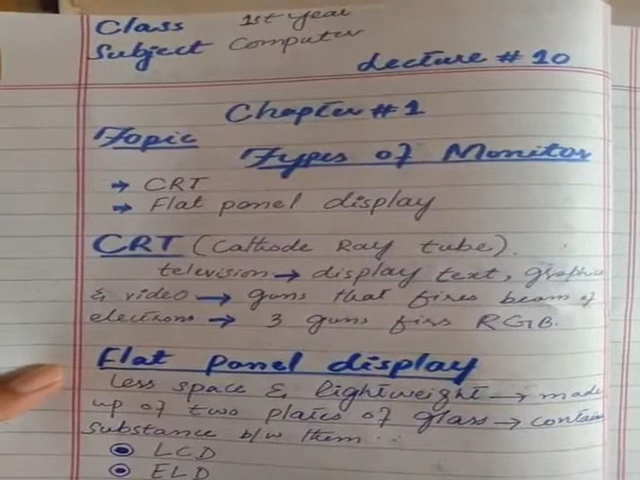 Class 1st year
Subject Computer
Lecture # 10
Chapter # 1
Topic
Types of Monitor
→ CRT
→ Flat panel display
CRT (Cathode Ray tube).
television → display text, graphics
& video → guns that fires beam of
electrons → 3 guns fires RGB.
Flat panel display
less space & lightweight → made
up of two plates of glass → contains
Substance b/w them..
LCD
ELD